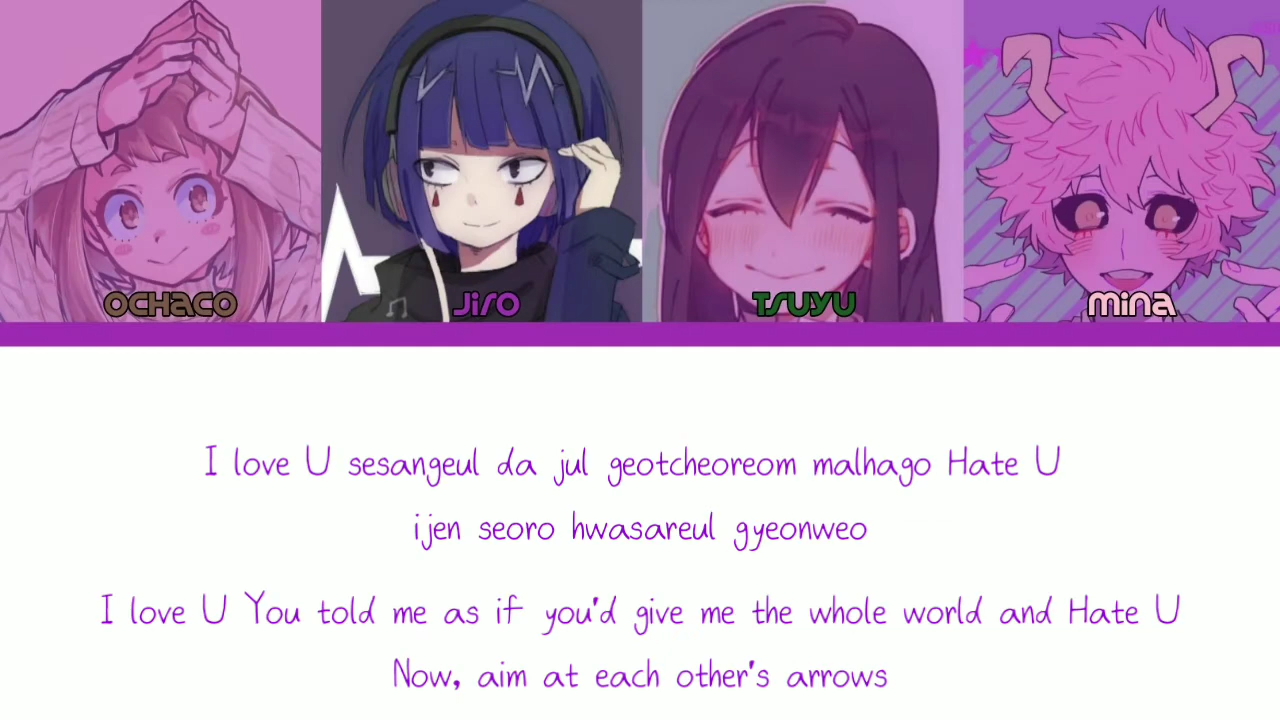 OCHACO
JIRO
TSUYU
MINA
I love U sesangeul da jul geotcheoreom malhago Hate U
ijen seoro hwasareul gyeonweo
I love U You told me as if you'd give me the whole world and Hate U
Now, aim at each other's arrows